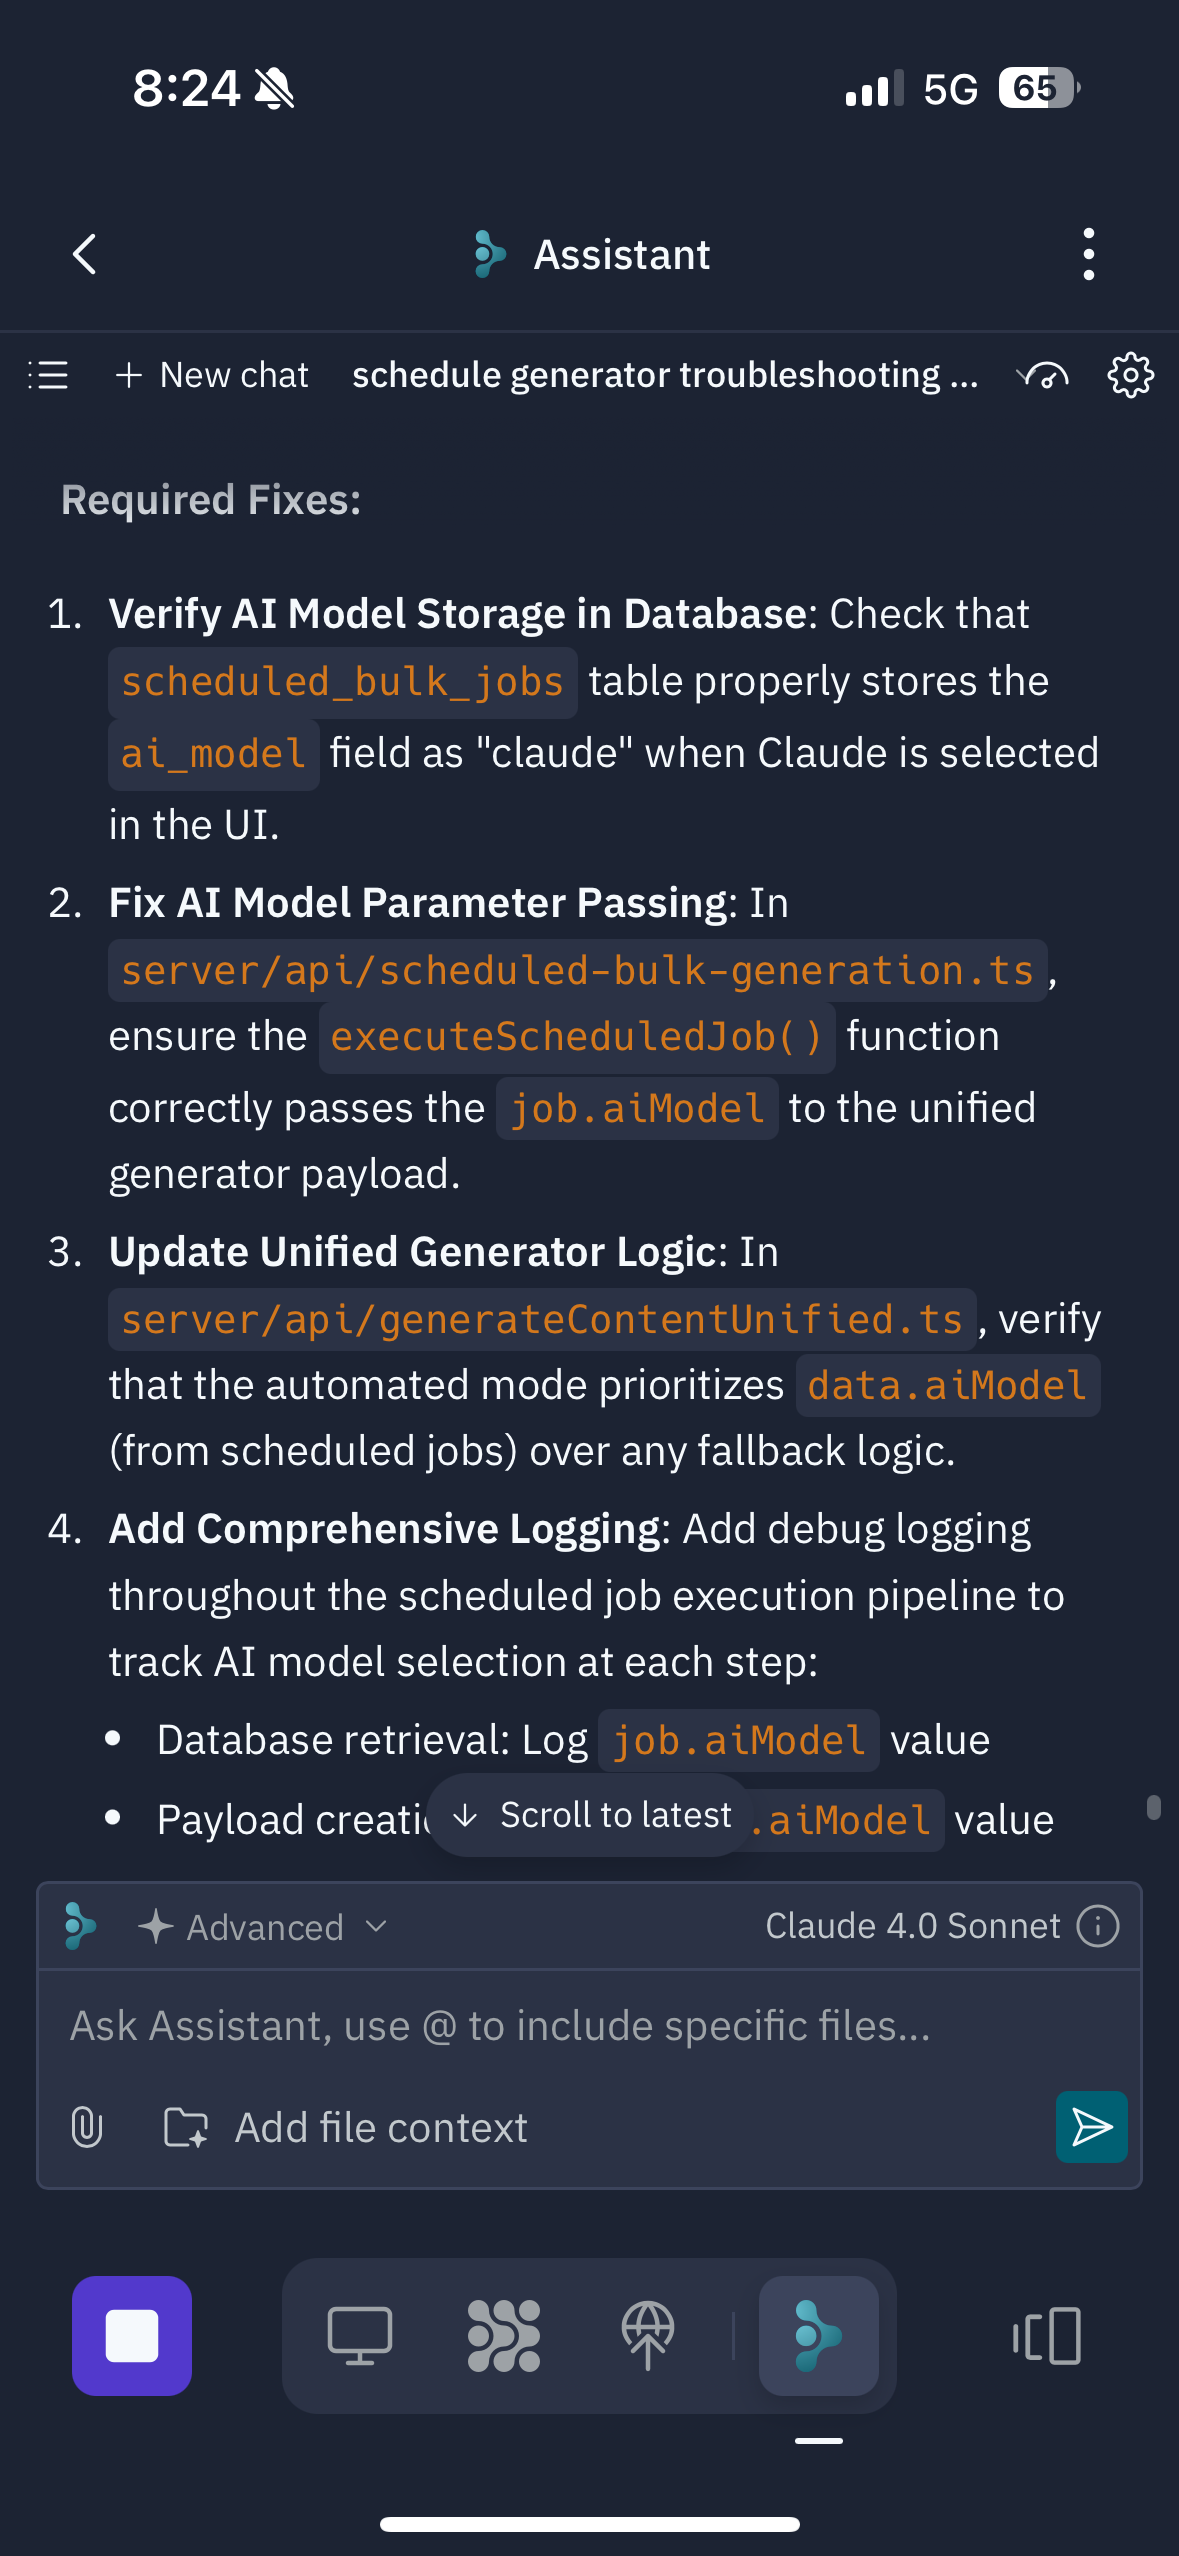 8:24
5G
65
Assistant
+ New chat schedule generator troubleshooting ...
Required Fixes:
1. Verify AI Model Storage in Database: Check that
scheduled_bulk_jobs table properly stores the
ai_model field as "claude" when Claude is selected
in the UI.
2. Fix AI Model Parameter Passing: In
server/api/scheduled-bulk-generation.ts,
ensure the executeScheduledJob() function
correctly passes the job.aiModel to the unified
generator payload.
3. Update Unified Generator Logic: In
server/api/generateContentUnified.ts, verify
that the automated mode prioritizes data.aiModel
(from scheduled jobs) over any fallback logic.
4. Add Comprehensive Logging: Add debug logging
throughout the scheduled job execution pipeline to
track AI model selection at each step:
• Database retrieval: Log job.aiModel value
• Payload .aiModel value
Scroll to latest
Advanced
Claude 4.0 Sonnet
Ask Assistant, use @ to include specific files...
Add file context